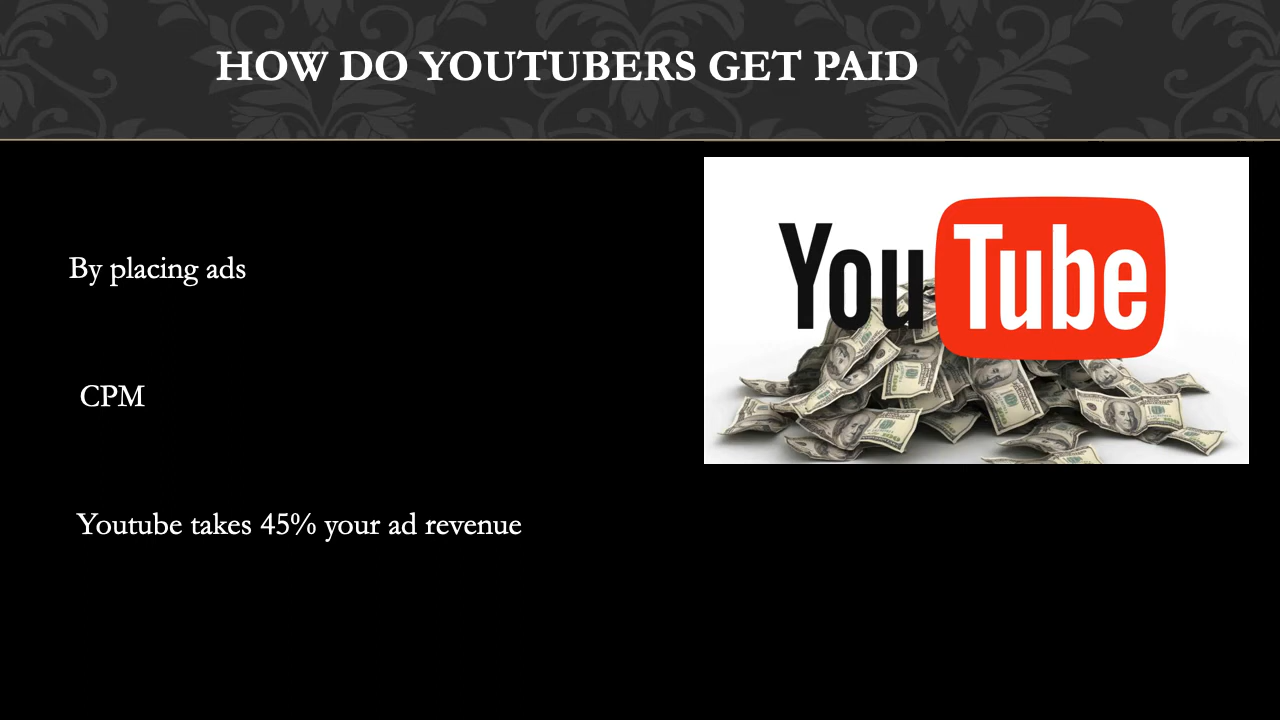 HOW DO YOUTUBERS GET PAID
By placing ads
YouTube
CPM
Youtube takes 45% your ad revenue